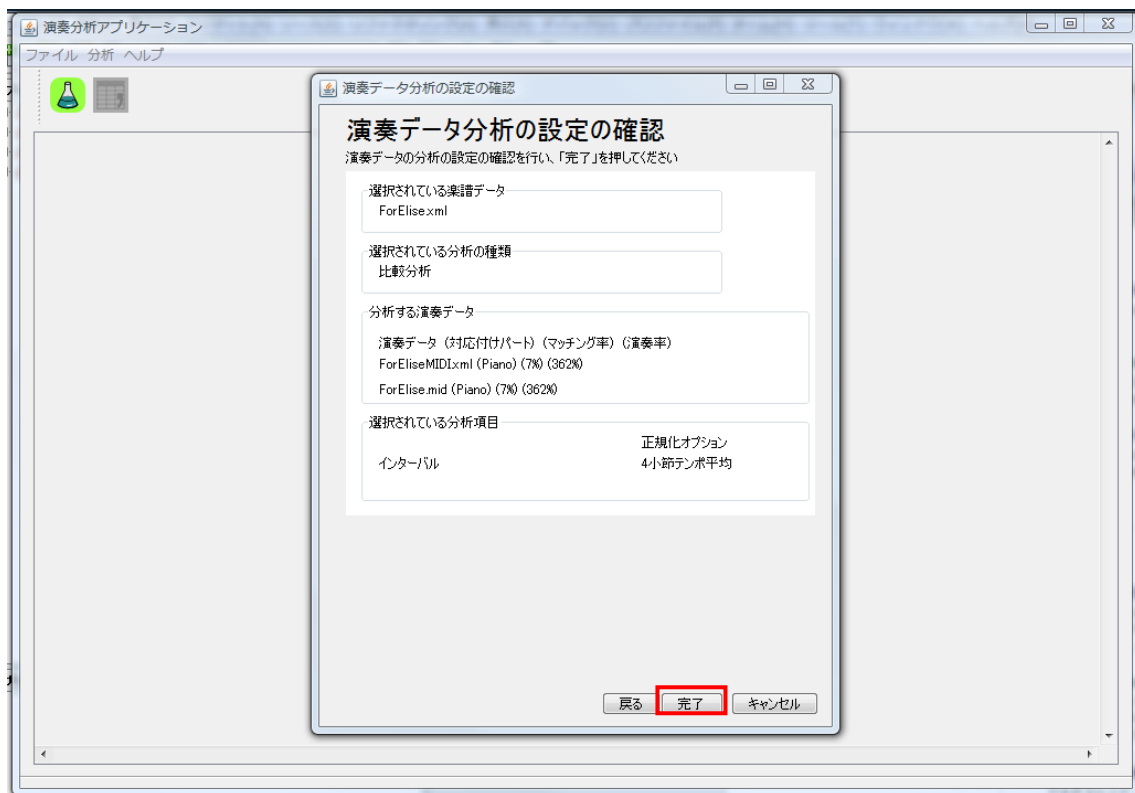 演奏分析アプリケーション
ファイル 分析 ヘルプ
演奏データ分析の設定の確認
演奏データ分析の設定の確認
演奏データの分析の設定の確認を行い、「完了」を押してください
選択されている楽譜データ
ForElise.xml
選択されている分析の種類
比較分析
分析する演奏データ
演奏データ（対応付けパート）（マッチング率）（演奏率）
ForEliseMIDI.xml (Piano) (7%) (362%)
ForElise.mid (Piano) (7%) (362%)
選択されている分析項目
正規化オプション
インターバル 4小節テンポ平均
戻る 完了 キャンセル